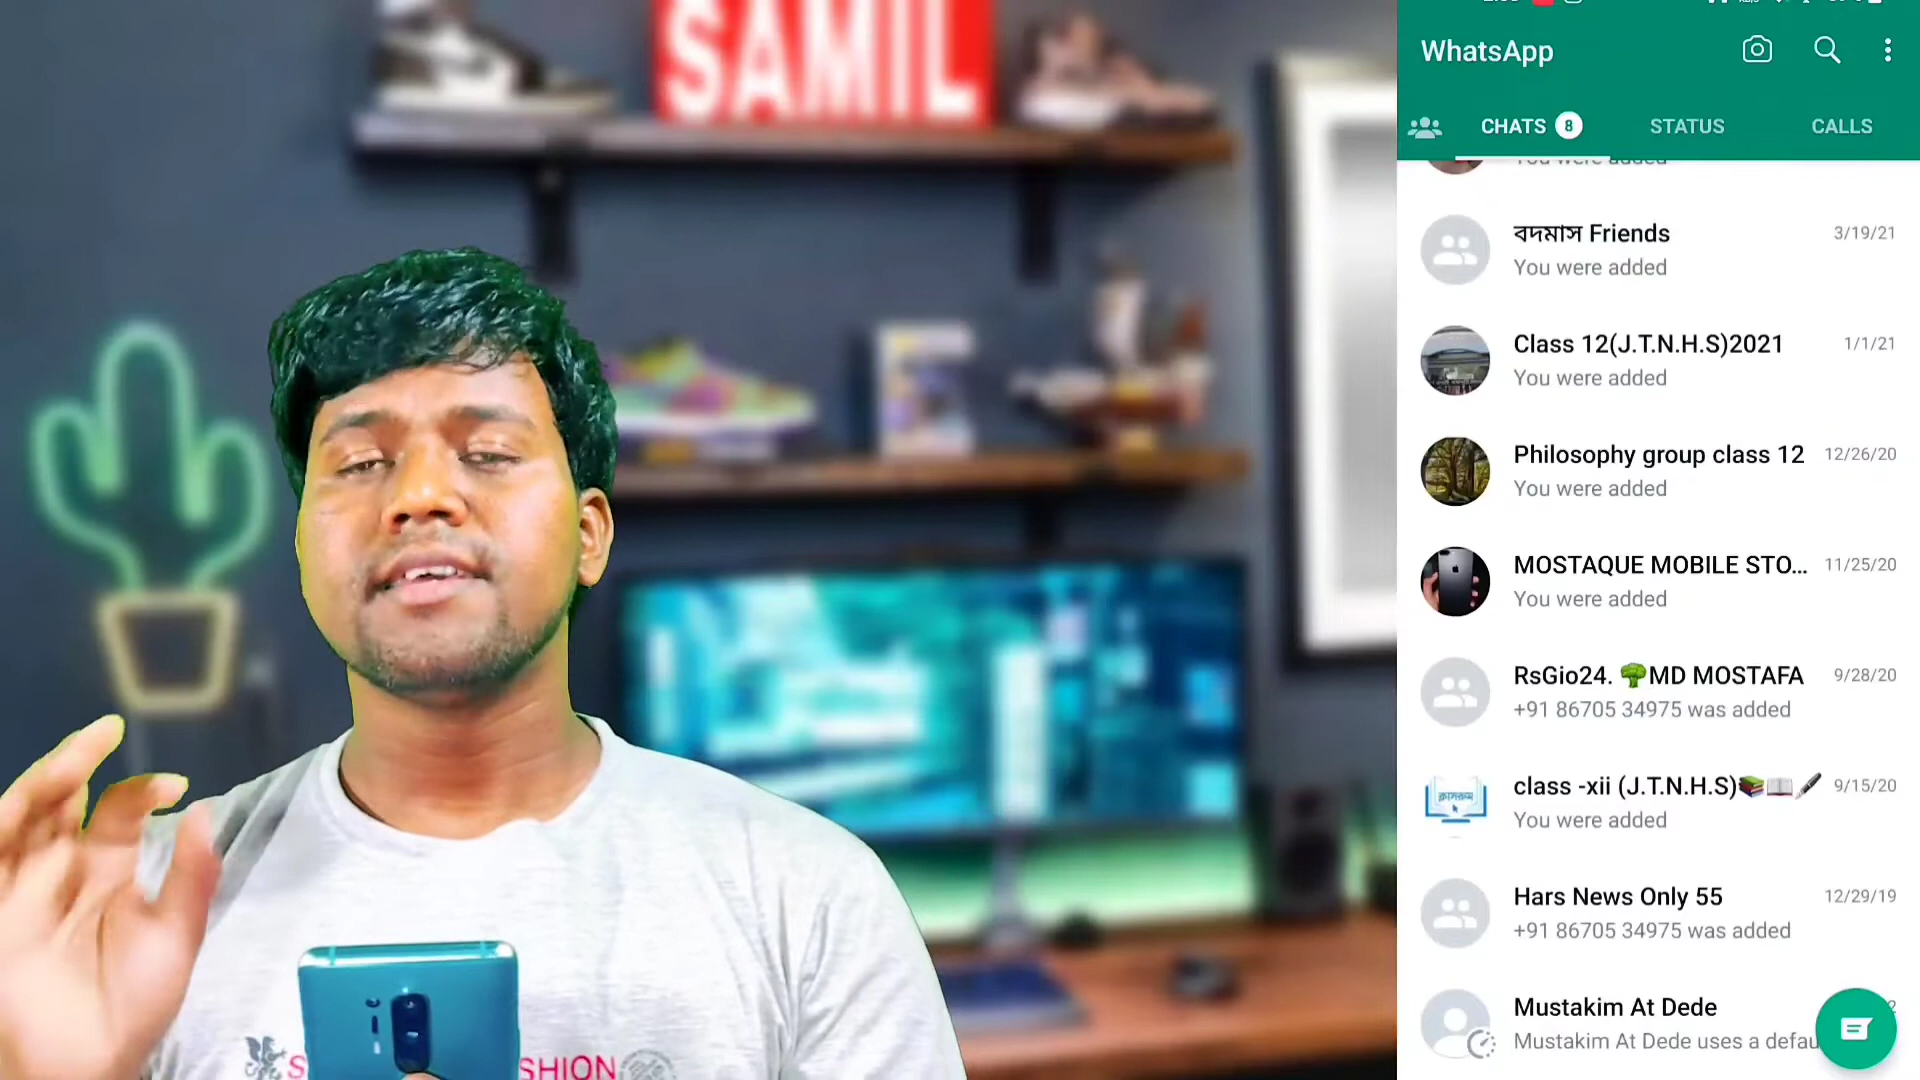 SAMIL
WhatsApp
CHATS 8
STATUS
CALLS
You were added
বদমাস Friends
3/19/21
You were added
Class 12(J.T.N.H.S)2021
1/1/21
You were added
Philosophy group class 12
12/26/20
You were added
MOSTAQUE MOBILE STO...
11/25/20
You were added
RsGio24. 🌳MD MOSTAFA
9/28/20
+91 86705 34975 was added
class -xii (J.T.N.H.S)📚📖🖋
9/15/20
You were added
Hars News Only 55
12/29/19
+91 86705 34975 was added
Mustakim At Dede
Mustakim At Dede uses a defau
SHION